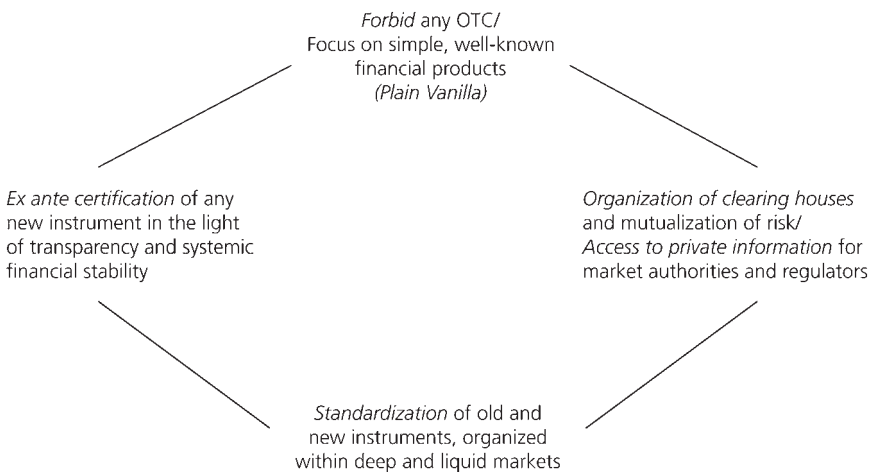 Forbid any OTC/
Focus on simple, well-known
financial products
(Plain Vanilla)
Ex ante certification of any
new instrument in the light
of transparency and systemic
financial stability
Organization of clearing houses
and mutualization of risk/
Access to private information for
market authorities and regulators
Standardization of old and
new instruments, organized
within deep and liquid markets